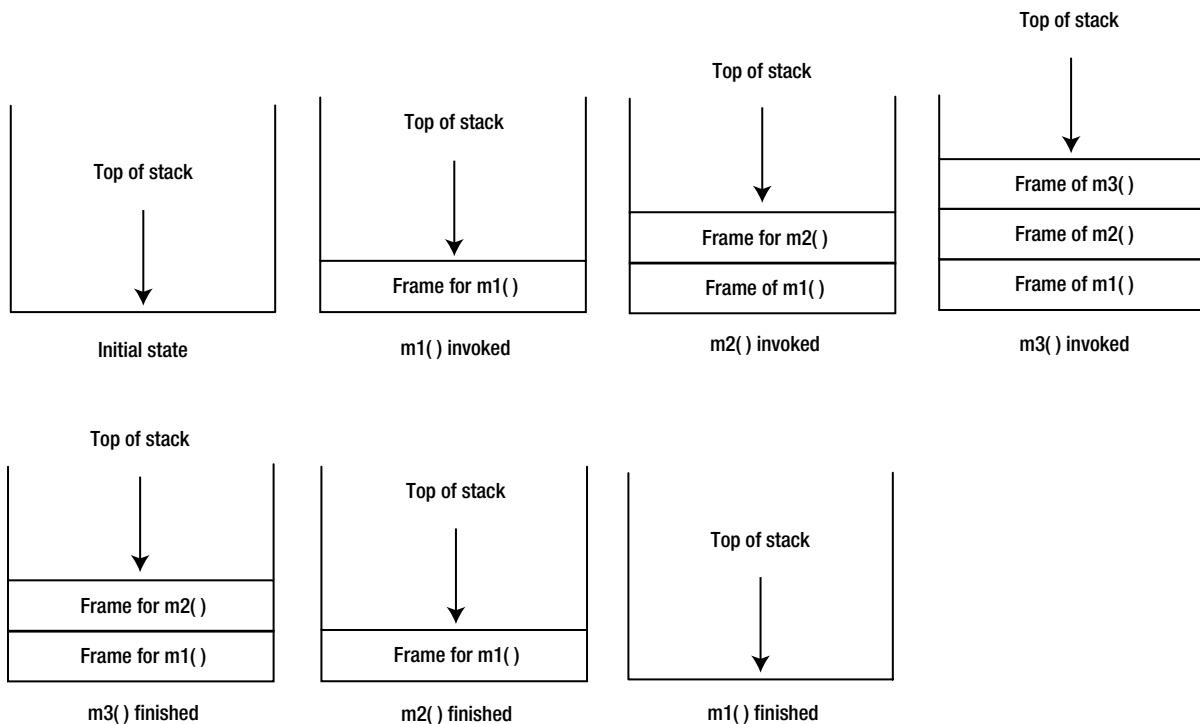 Top of stack
Initial state
Top of stack
Frame for m1( )
m1( ) invoked
Top of stack
Frame for m2( )
Frame of m1( )
m2( ) invoked
Top of stack
Frame of m3( )
Frame of m2( )
Frame of m1( )
m3( ) invoked
Top of stack
Frame for m2( )
Frame for m1( )
m3( ) finished
Top of stack
Frame for m1( )
m2( ) finished
Top of stack
m1( ) finished